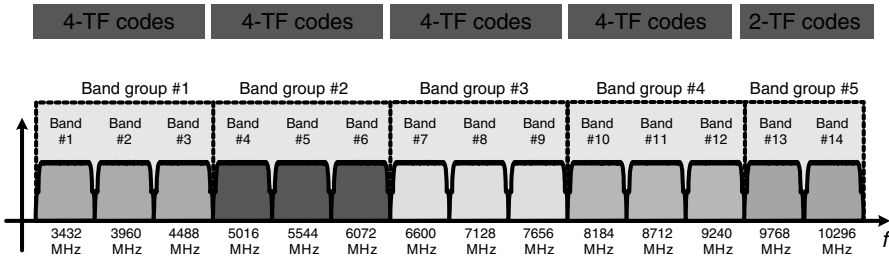 4-TF codes 4-TF codes 4-TF codes 4-TF codes 2-TF codes
Band group #1 Band group #2 Band group #3 Band group #4 Band group #5
Band Band Band Band Band Band Band Band Band Band Band Band Band Band
#1 #2 #3 #4 #5 #6 #7 #8 #9 #10 #11 #12 #13 #14
3432 3960 4488 5016 5544 6072 6600 7128 7656 8184 8712 9240 9768 10296
MHz MHz MHz MHz MHz MHz MHz MHz MHz MHz MHz MHz MHz MHz
f